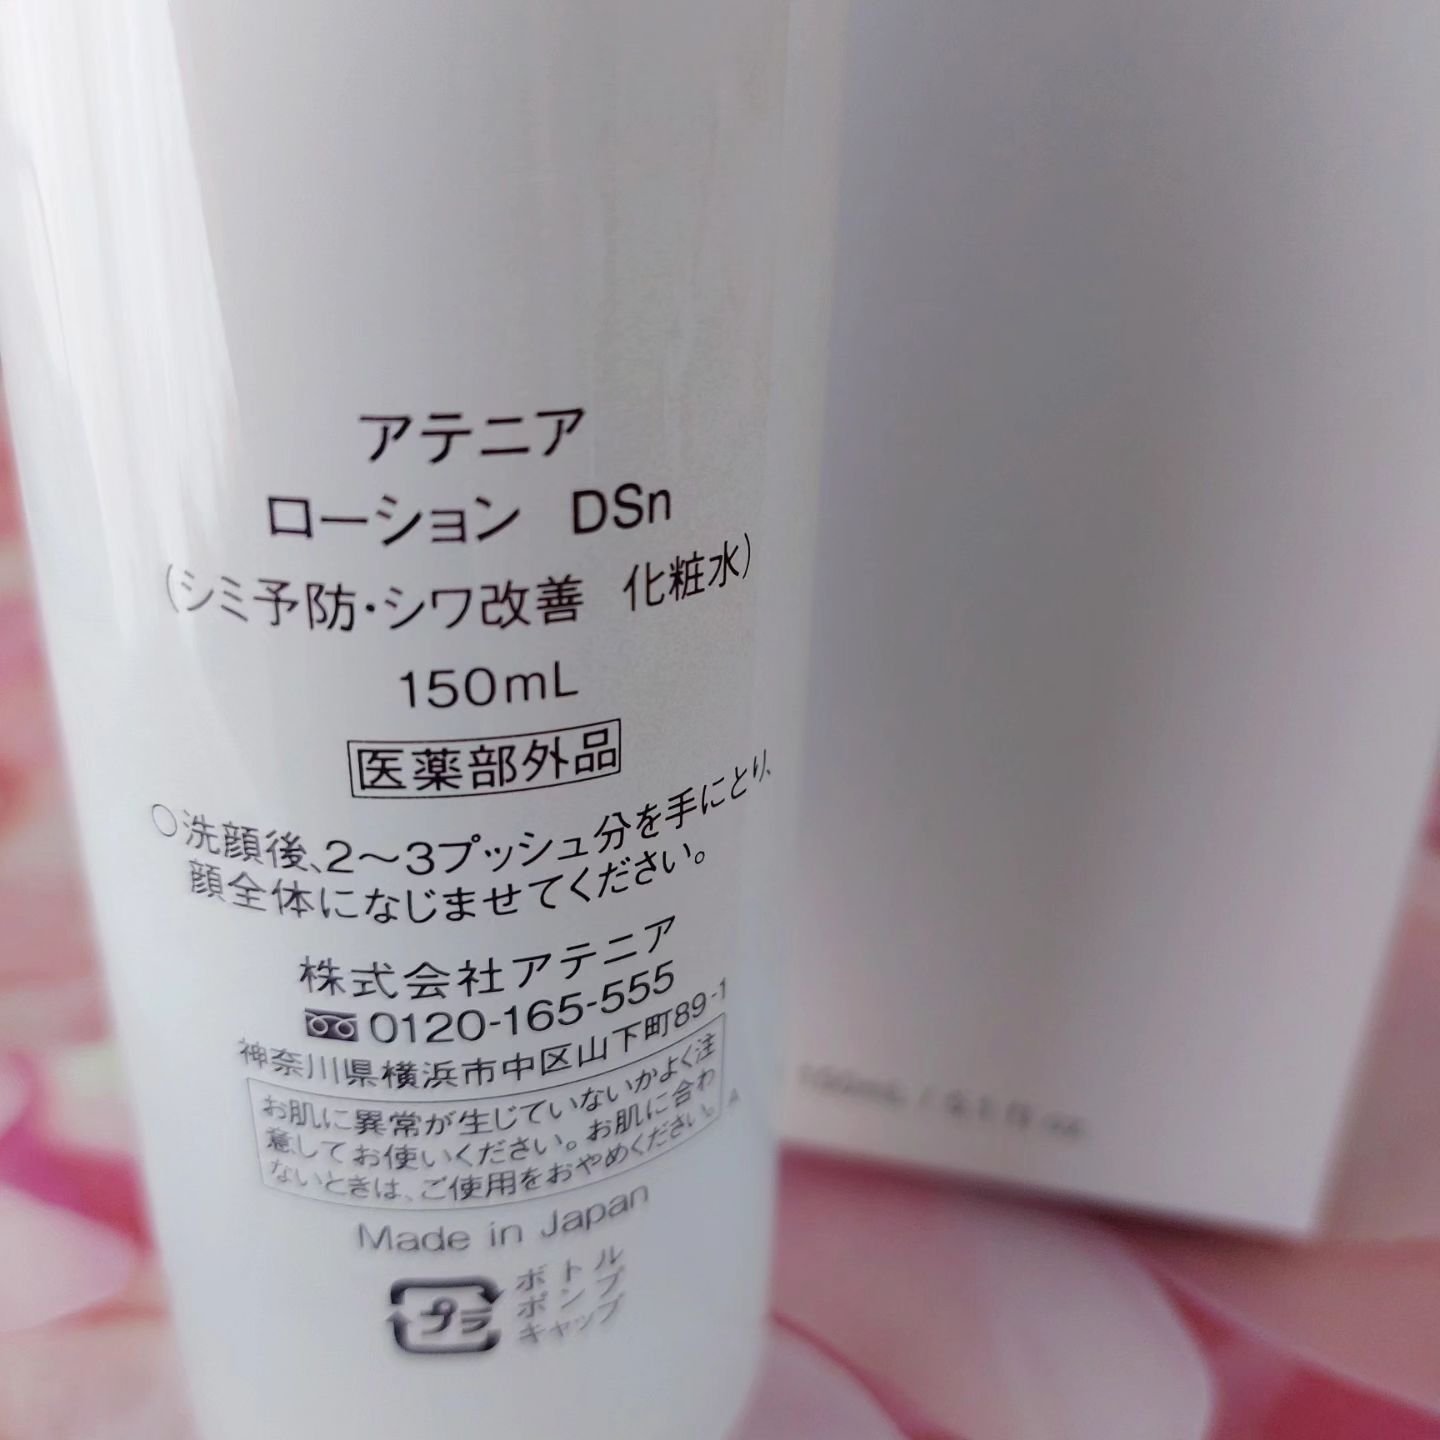 アテニア
ローション DSn
(シミ予防・シワ改善 化粧水)
150mL
医薬部外品
○洗顔後、2〜3プッシュ分を手にとり、
顔全体になじませてください。
株式会社アテニア
0120-165-555
神奈川県横浜市中区山下町89-1
お肌に異常が生じていないかよく注
意してお使いください。お肌に合わ
ないときは、ご使用をおやめください。
A
Made in Japan
プラ
ボトル
ポンプ
キャップ
150mL / 5.1 fl oz